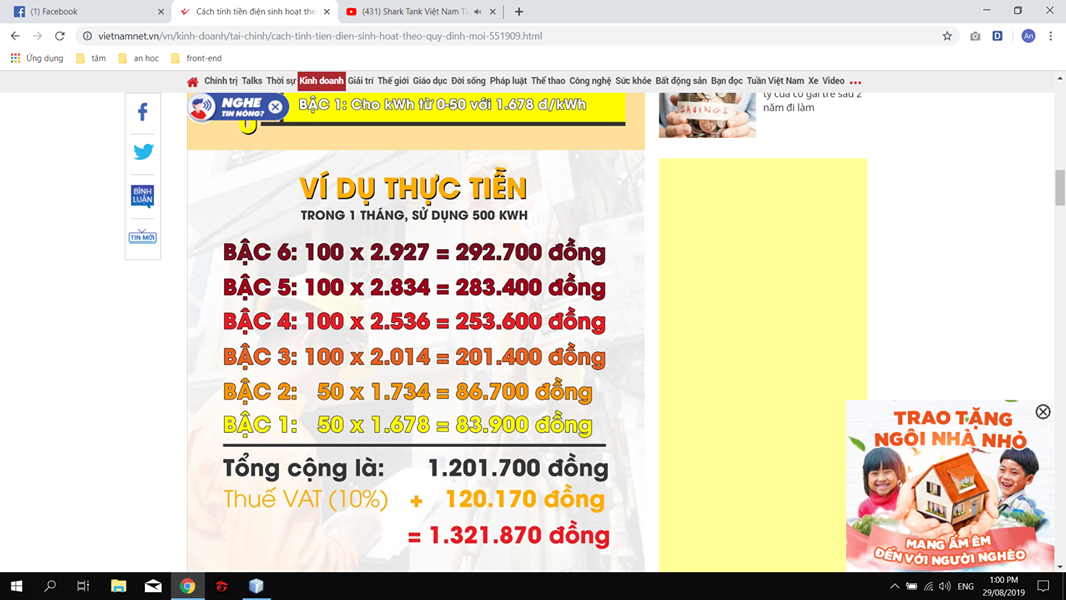 (1) Facebook
Cách tính tiền điện sinh hoạt the
(431) Shark Tank Việt Nam T
vietnamnet.vn/vn/kinh-doanh/tai-chinh/cach-tinh-tien-dien-sinh-hoat-theo-quy-dinh-moi-551909.html
An
Ứng dụng
tâm
an hoc
front-end
Chính trị Talks Thời sự Kinh doanh Giải trí Thế giới Giáo dục Đời sống Pháp luật Thể thao Công nghệ Sức khỏe Bất động sản Bạn đọc Tuần Việt Nam Xe Video
NGHE
TIN NÓNG?
BẬC 1: Cho kWh từ 0-50 với 1.678 đ/kWh
BÌNH
LUẬN
TIN MỚI
SAVINGS
tý của cô gái trẻ sau 2
năm đi làm
VÍ DỤ THỰC TIỄN
TRONG 1 THÁNG, SỬ DỤNG 500 KWH
BẬC 6: 100 x 2.927 = 292.700 đồng
BẬC 5: 100 x 2.834 = 283.400 đồng
BẬC 4: 100 x 2.536 = 253.600 đồng
BẬC 3: 100 x 2.014 = 201.400 đồng
BẬC 2: 50 x 1.734 = 86.700 đồng
BẬC 1: 50 x 1.678 = 83.900 đồng
Tổng cộng là: 1.201.700 đồng
Thuế VAT (10%) + 120.170 đồng
= 1.321.870 đồng
TRAO TẶNG
NGÔI NHÀ NHỎ
MANG ẤM ÊM
ĐẾN VỚI NGƯỜI NGHÈO
ENG
1:00 PM
29/08/2019